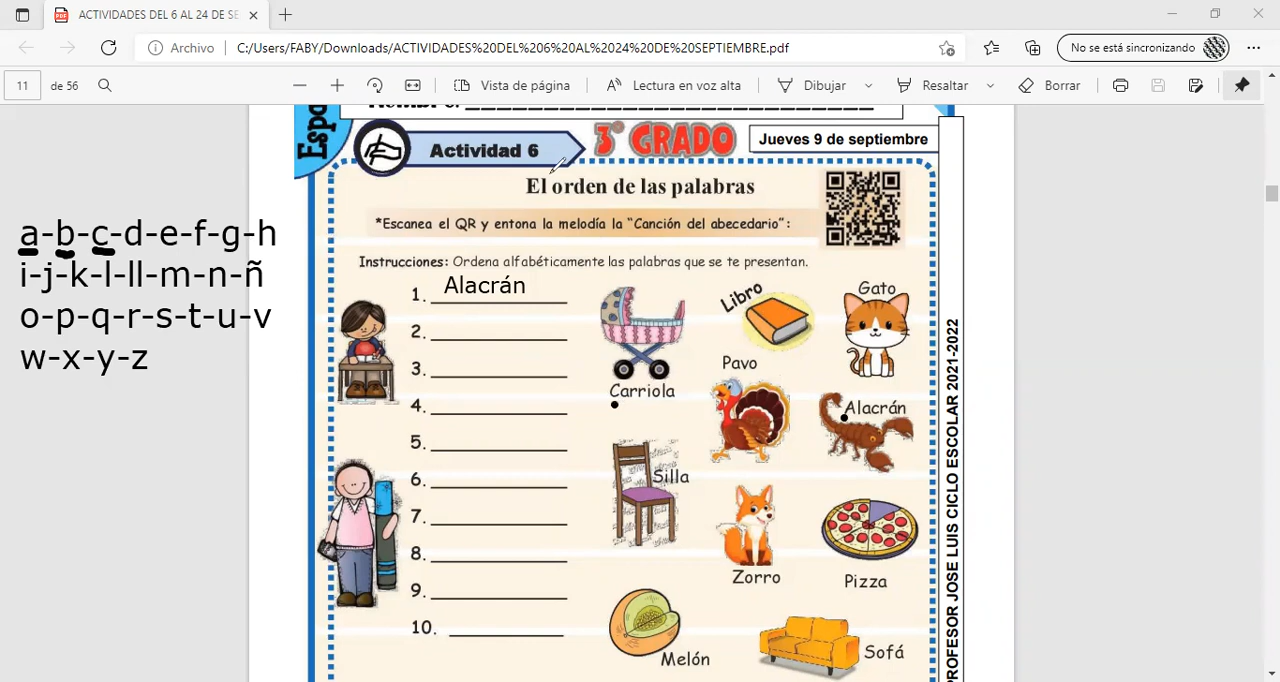 ACTIVIDADES DEL 6 AL 24 DE SE
Archivo
C:/Users/FABY/Downloads/ACTIVIDADES%20DEL%206%20AL%2024%20DE%20SEPTIEMBRE.pdf
No se está sincronizando
11 de 56
Vista de página
Lectura en voz alta
Dibujar
Resaltar
Borrar
Espa
Actividad 6
3° GRADO
Jueves 9 de septiembre
El orden de las palabras
*Escanea el QR y entona la melodía la “Canción del abecedario”:
Instrucciones: Ordena alfabéticamente las palabras que se te presentan.
a-b-c-d-e-f-g-h
i-j-k-l-ll-m-n-ñ
o-p-q-r-s-t-u-v
w-x-y-z
1. Alacrán
2.
3.
4.
5.
6.
7.
8.
9.
10.
Carriola
Libro
Gato
Pavo
Alacrán
Silla
Zorro
Pizza
Melón
Sofá
PROFESOR JOSE LUIS CICLO ESCOLAR 2021-2022